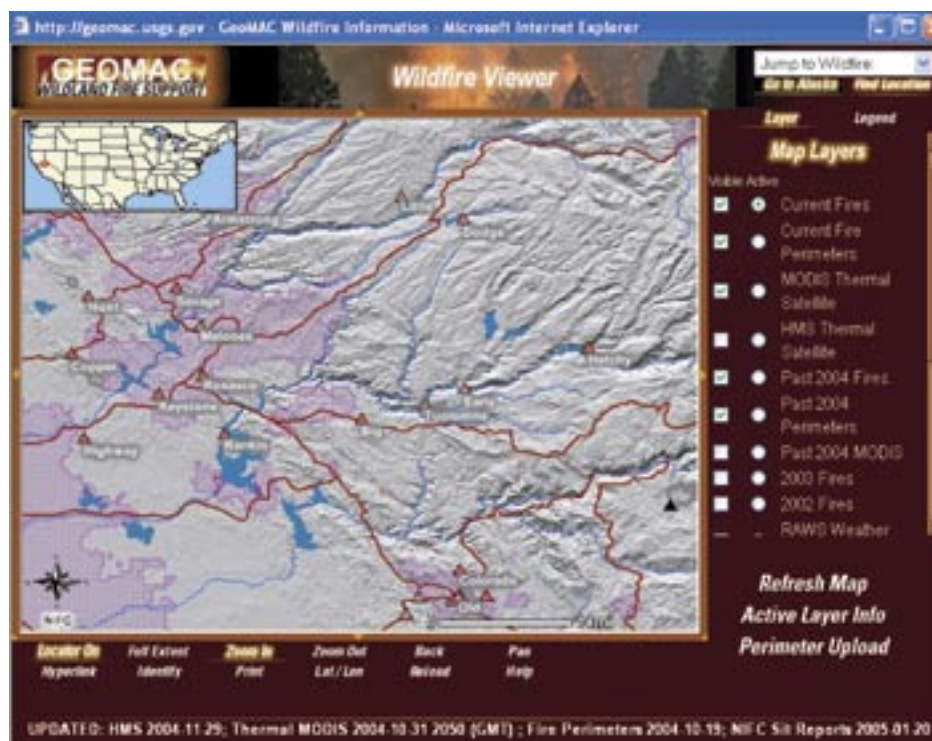 http://geomac.usgs.gov - GeoMAC Wildfire Information - Microsoft Internet Explorer
GEOMAC
WILDLAND FIRE SUPPORT
Wildfire Viewer
Jump to Wildfire:
Go to Alaska Find Location
Layer Legend
Map Layers
Visible Active
Current Fires
Current Fire
Perimeters
MODIS Thermal
Satellite
HMS Thermal
Satellite
Past 2004 Fires
Past 2004
Perimeters
Past 2004 MODIS
2003 Fires
2002 Fires
RAWS Weather
Refresh Map
Active Layer Info
Perimeter Upload
Hunt
Copper
Keystone
Highway
NIFC
Locator On Full Extent Zoom In Zoom Out Back Pan
Hyperlink Identify Print Lat/Lon Reload Help
UPDATED: HMS 2004-11-29; Thermal MODIS 2004-10-31 2050 (GMT) ; Fire Perimeters 2004-10-19; NIFC Sit Reports 2005-01-20